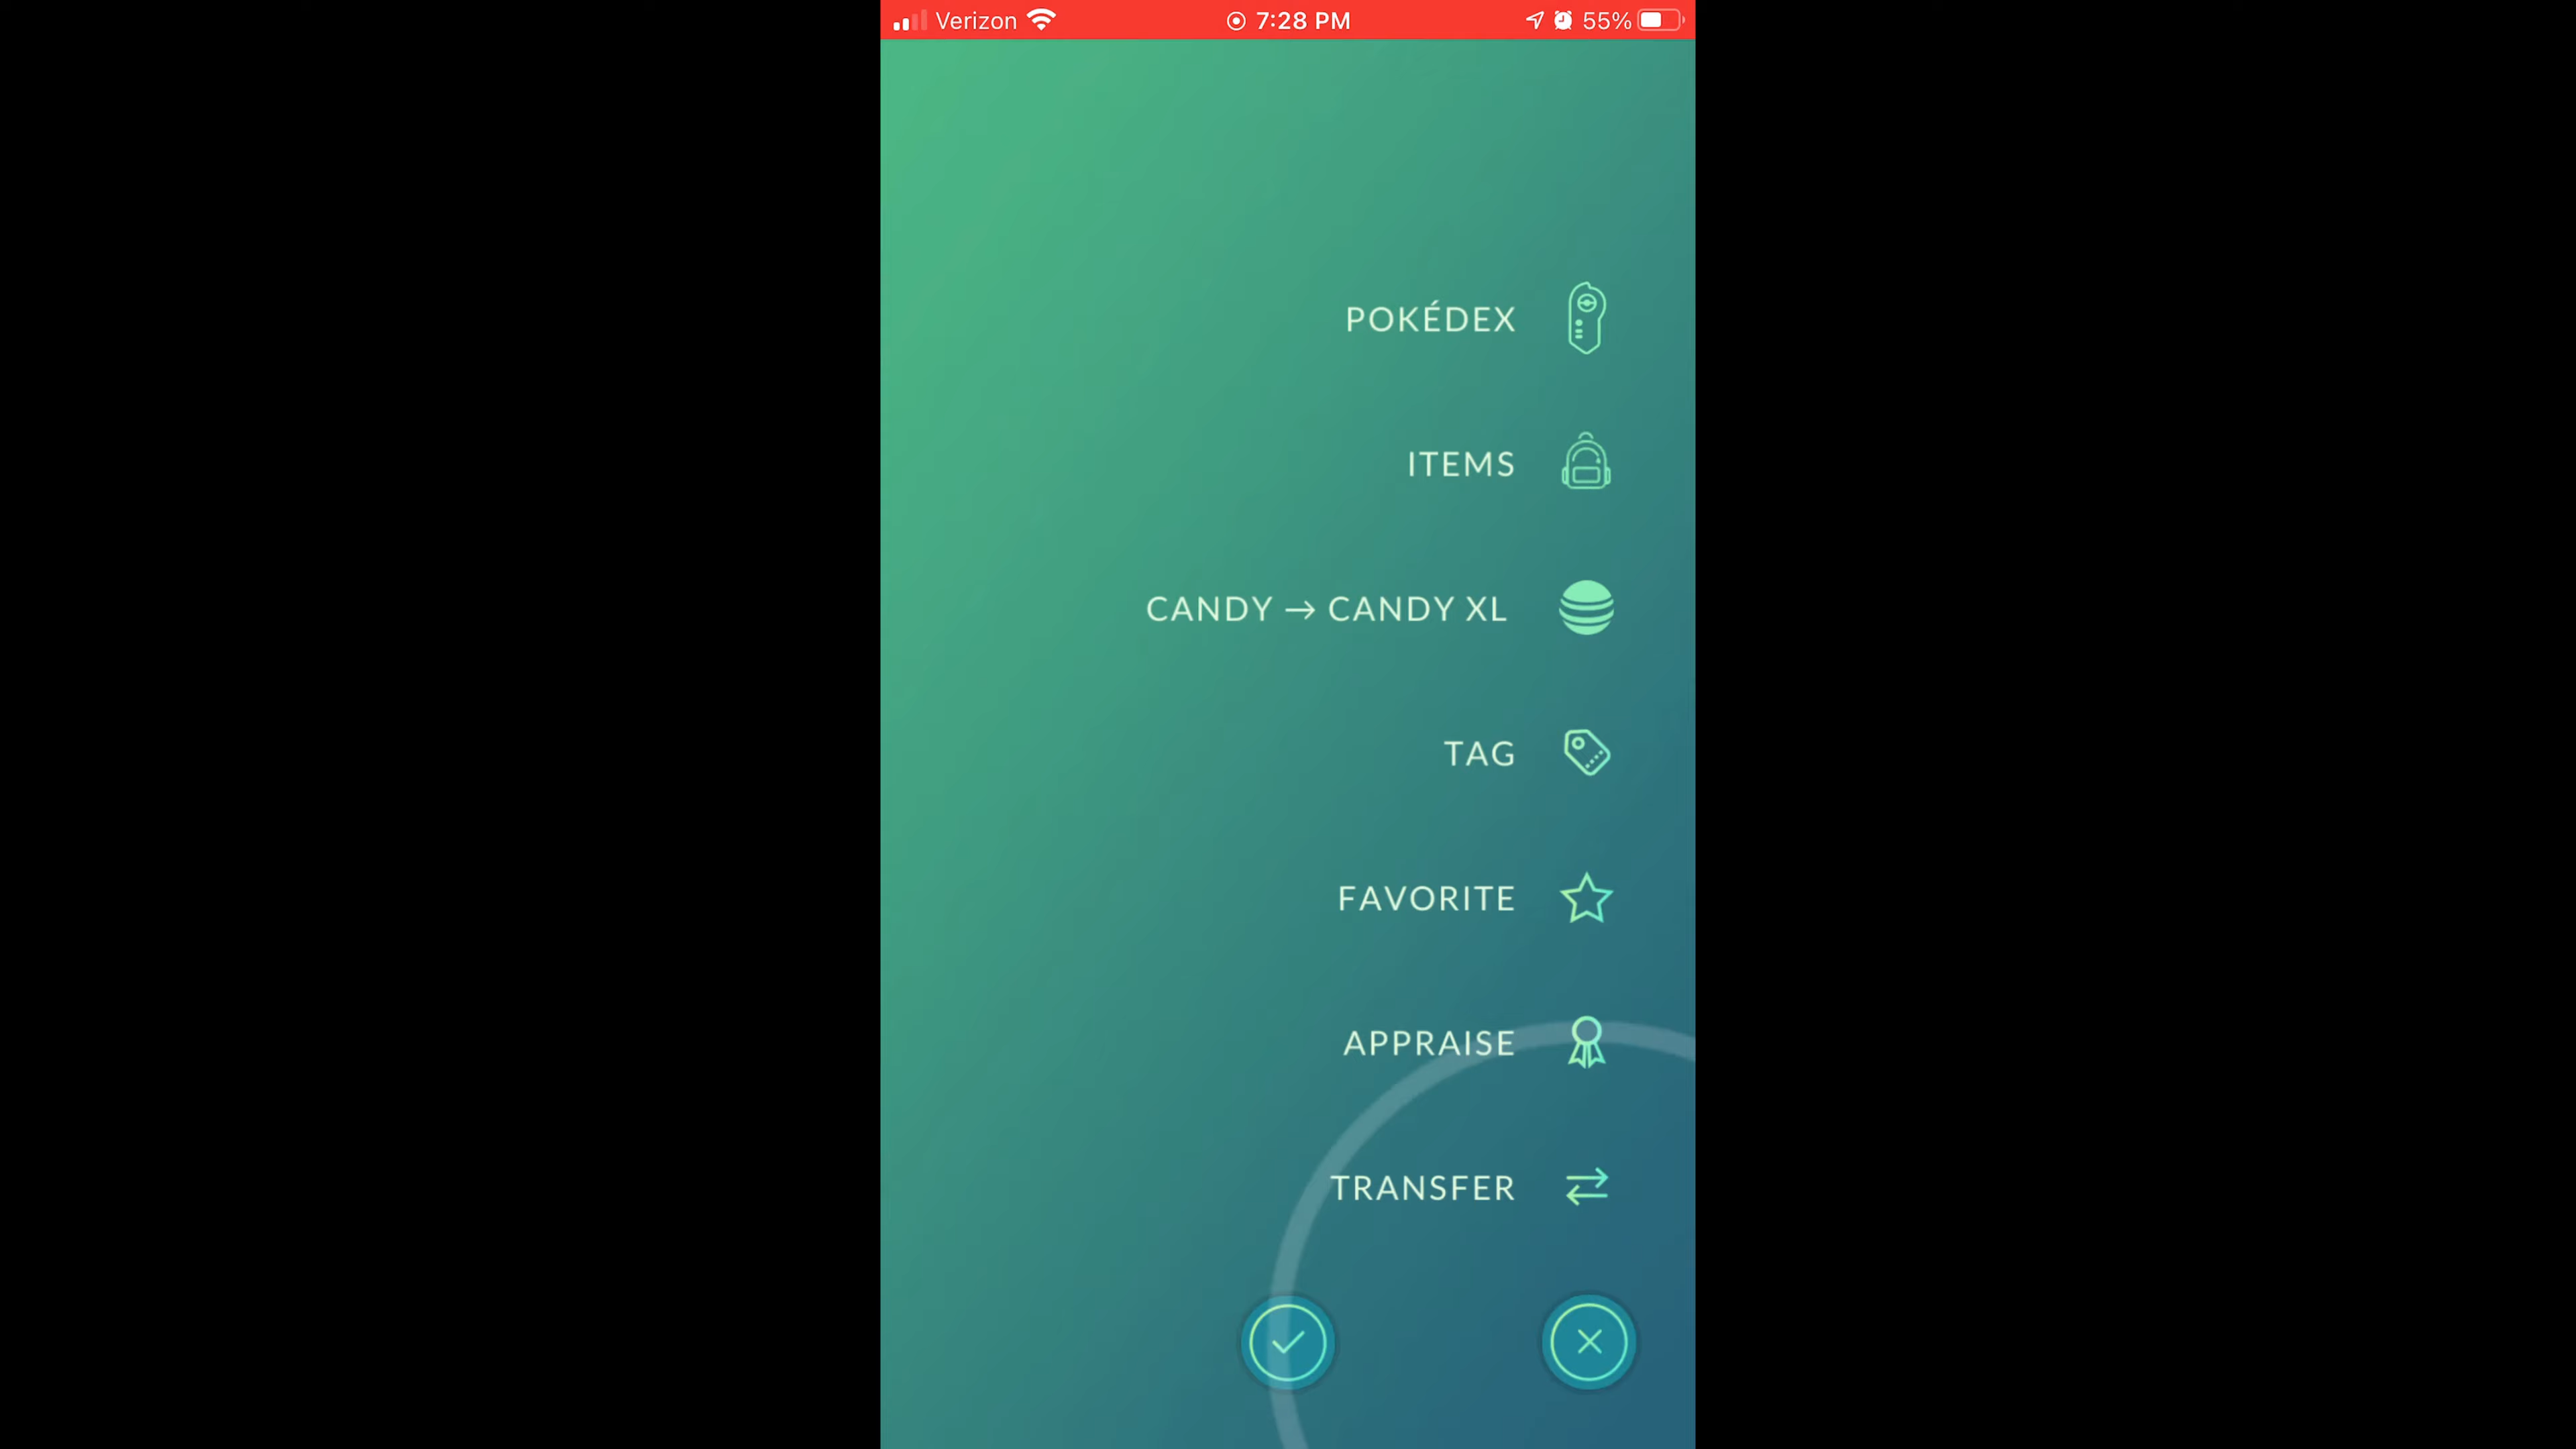 Verizon 7:28 PM 55%
POKÉDEX
ITEMS
CANDY → CANDY XL
TAG
FAVORITE
APPRAISE
TRANSFER